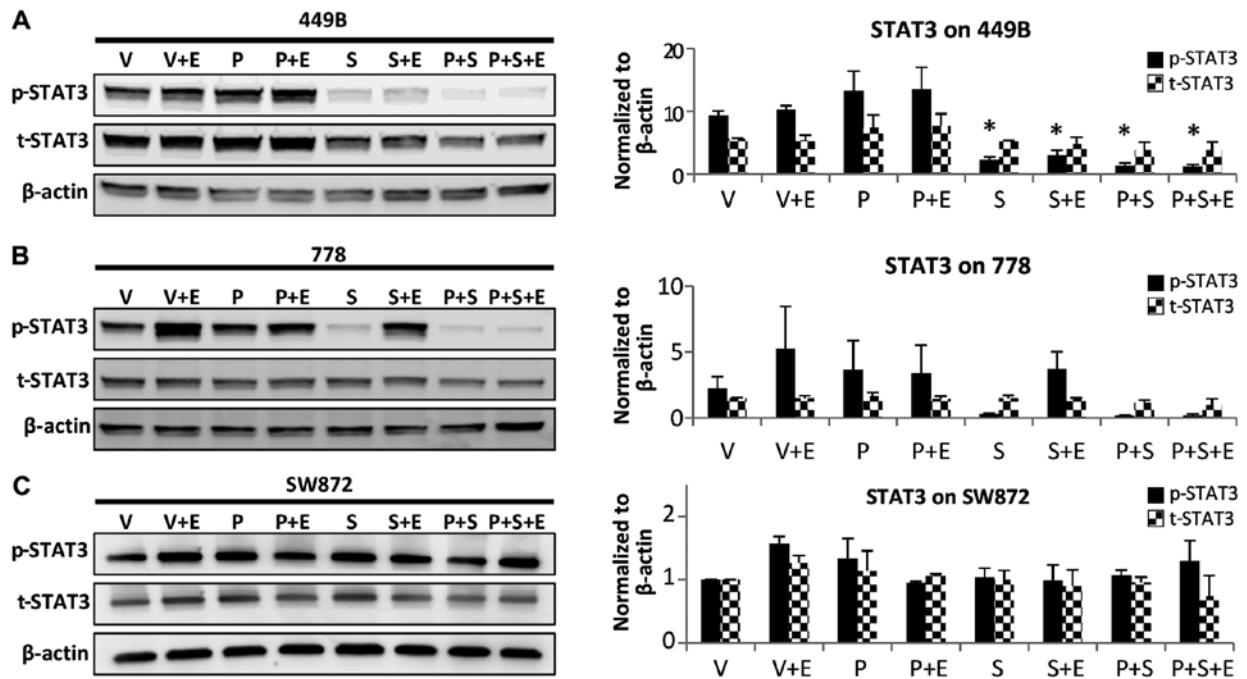 A
449B
V V+E P P+E S S+E P+S P+S+E
p-STAT3
t-STAT3
β-actin
STAT3 on 449B
p-STAT3
t-STAT3
Normalized to
β-actin
20
10
0
* * * *
V V+E P P+E S S+E P+S P+S+E
B
778
V V+E P P+E S S+E P+S P+S+E
p-STAT3
t-STAT3
β-actin
STAT3 on 778
p-STAT3
t-STAT3
Normalized to
β-actin
10
5
0
V V+E P P+E S S+E P+S P+S+E
C
SW872
V V+E P P+E S S+E P+S P+S+E
p-STAT3
t-STAT3
β-actin
STAT3 on SW872
p-STAT3
t-STAT3
Normalized to
β-actin
2
1
0
V V+E P P+E S S+E P+S P+S+E